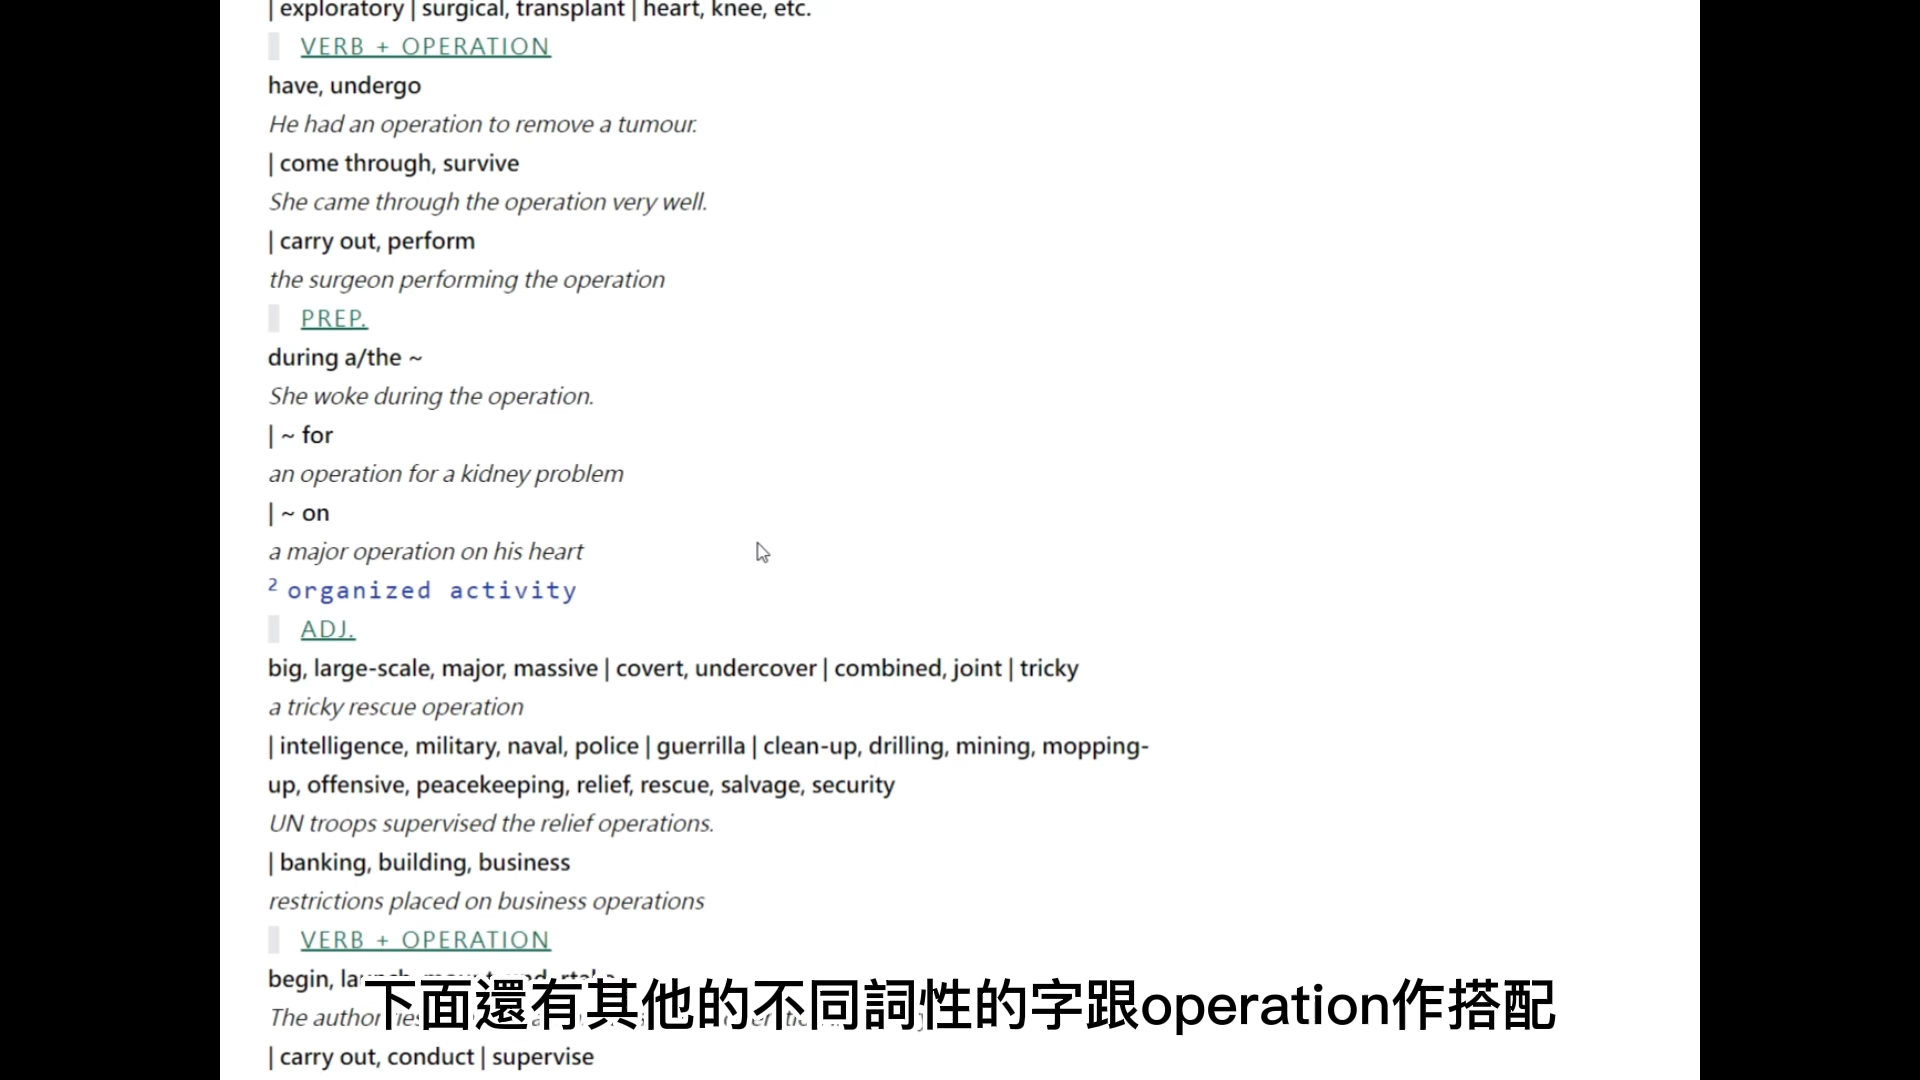 | exploratory | surgical, transplant | heart, knee, etc.
VERB + OPERATION
have, undergo
He had an operation to remove a tumour.
| come through, survive
She came through the operation very well.
| carry out, perform
the surgeon performing the operation
PREP.
during a/the ~
She woke during the operation.
| ~ for
an operation for a kidney problem
| ~ on
a major operation on his heart
2 organized activity
ADJ.
big, large-scale, major, massive | covert, undercover | combined, joint | tricky
a tricky rescue operation
| intelligence, military, naval, police | guerrilla | clean-up, drilling, mining, mopping-
up, offensive, peacekeeping, relief, rescue, salvage, security
UN troops supervised the relief operations.
| banking, building, business
restrictions placed on business operations
VERB + OPERATION
begin,
The
下面還有其他的不同詞性的字跟operation作搭配
| carry out, conduct | supervise